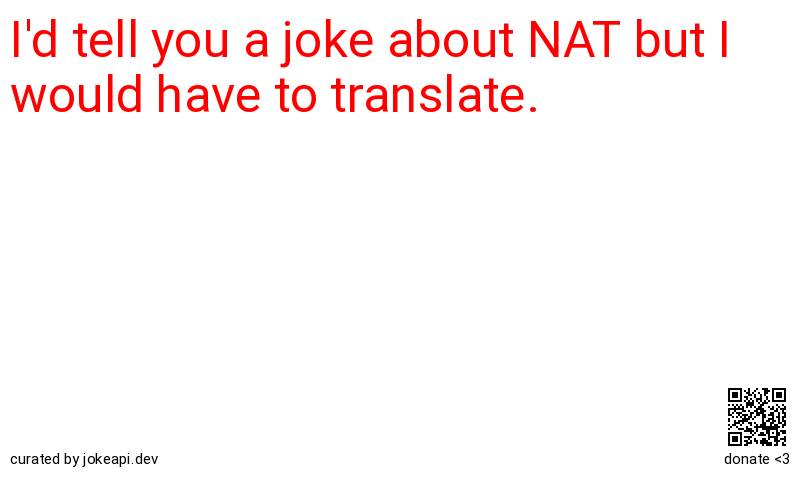 I'd tell you a joke about NAT but I
would have to translate.
curated by jokeapi.dev
donate <3